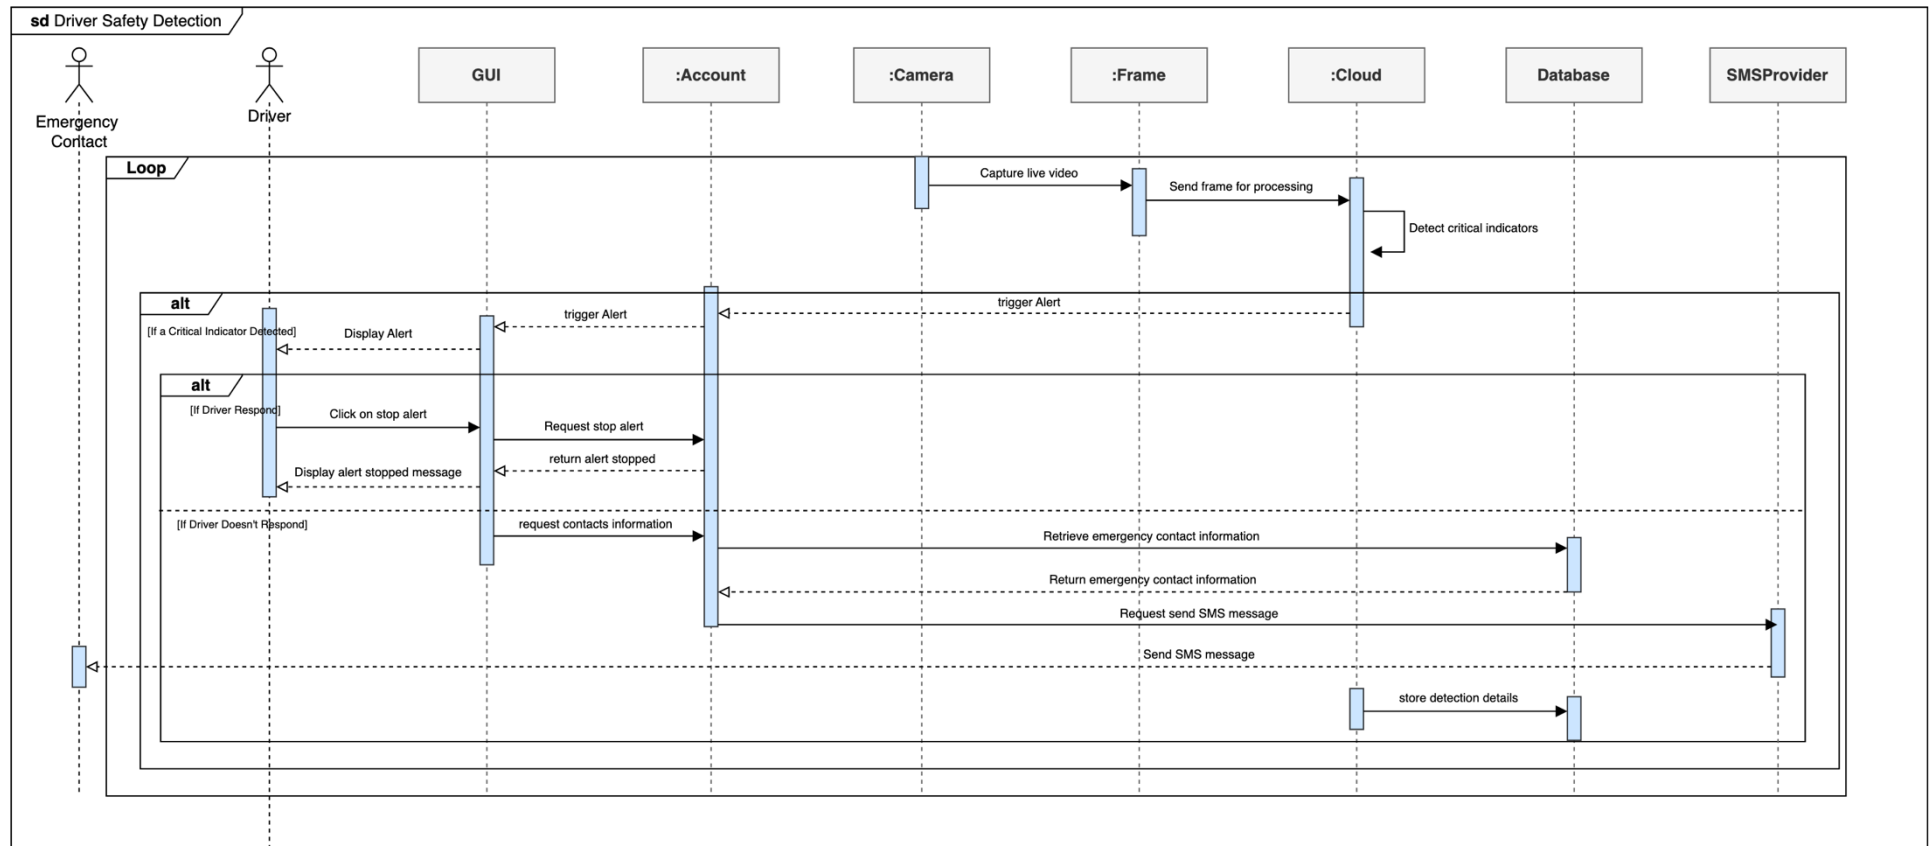 sd Driver Safety Detection
Emergency
Contact
Driver
GUI
:Account
:Camera
:Frame
:Cloud
Database
SMSProvider
Loop
Capture live video
Send frame for processing
Detect critical indicators
alt
[If a Critical Indicator Detected]
trigger Alert
trigger Alert
Display Alert
alt
[If Driver Respond]
Click on stop alert
Request stop alert
return alert stopped
Display alert stopped message
[If Driver Doesn't Respond]
request contacts information
Retrieve emergency contact information
Return emergency contact information
Request send SMS message
Send SMS message
store detection details